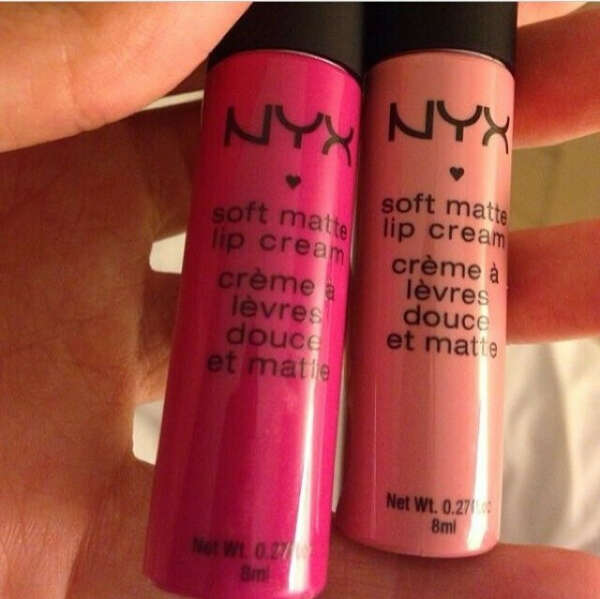 NYX
soft matte
lip cream
crème à
lèvres
douce
et matte
Net Wt. 0.27
8ml
NYX
soft matte
lip cream
crème à
lèvres
douce
et matte
Net Wt. 0.27
8ml